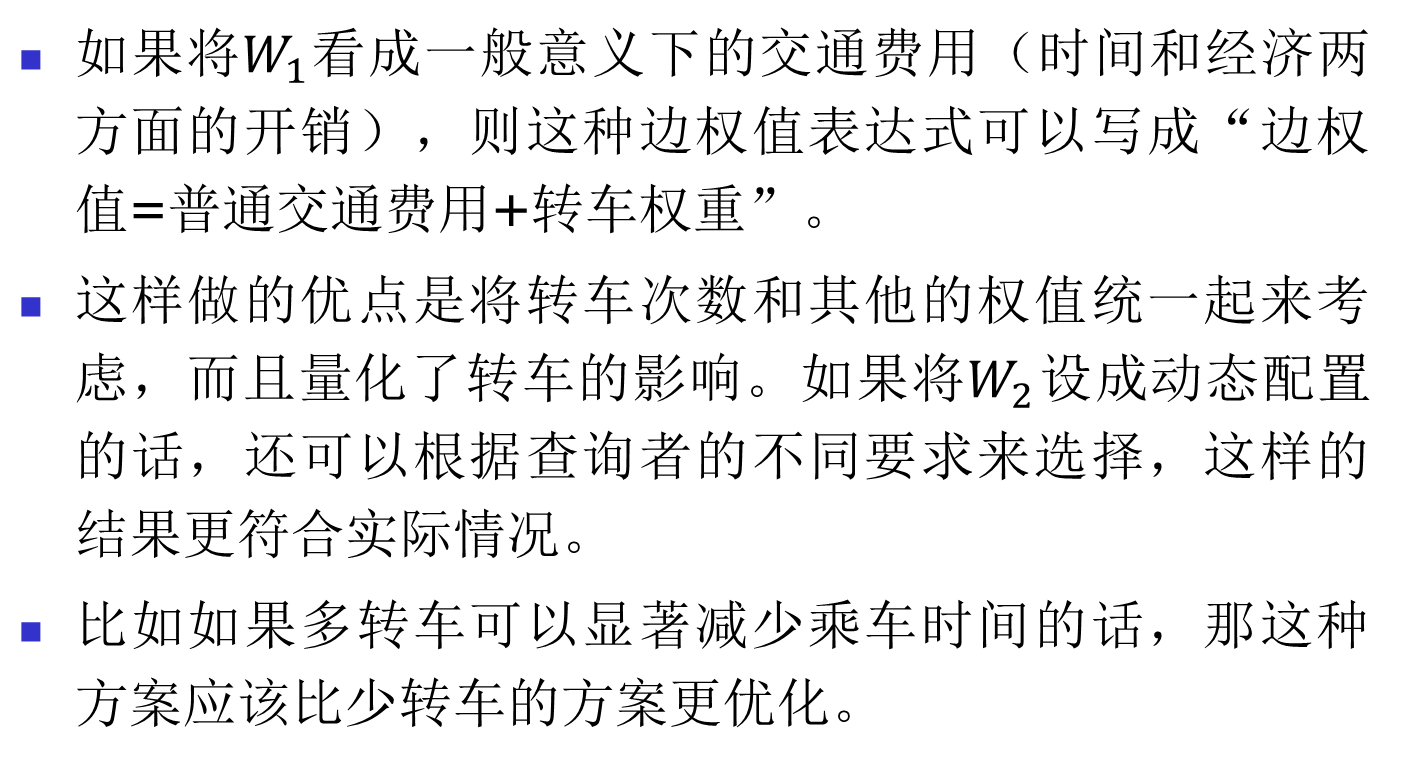 ▪ 如果将W₁看成一般意义下的交通费用（时间和经济两
方面的开销），则这种边权值表达式可以写成“边权
值=普通交通费用+转车权重”。
▪ 这样做的优点是将转车次数和其他的权值统一起来考
虑，而且量化了转车的影响。如果将W₂设成动态配置
的话，还可以根据查询者的不同要求来选择，这样的
结果更符合实际情况。
▪ 比如如果多转车可以显著减少乘车时间的话，那这种
方案应该比少转车的方案更优化。